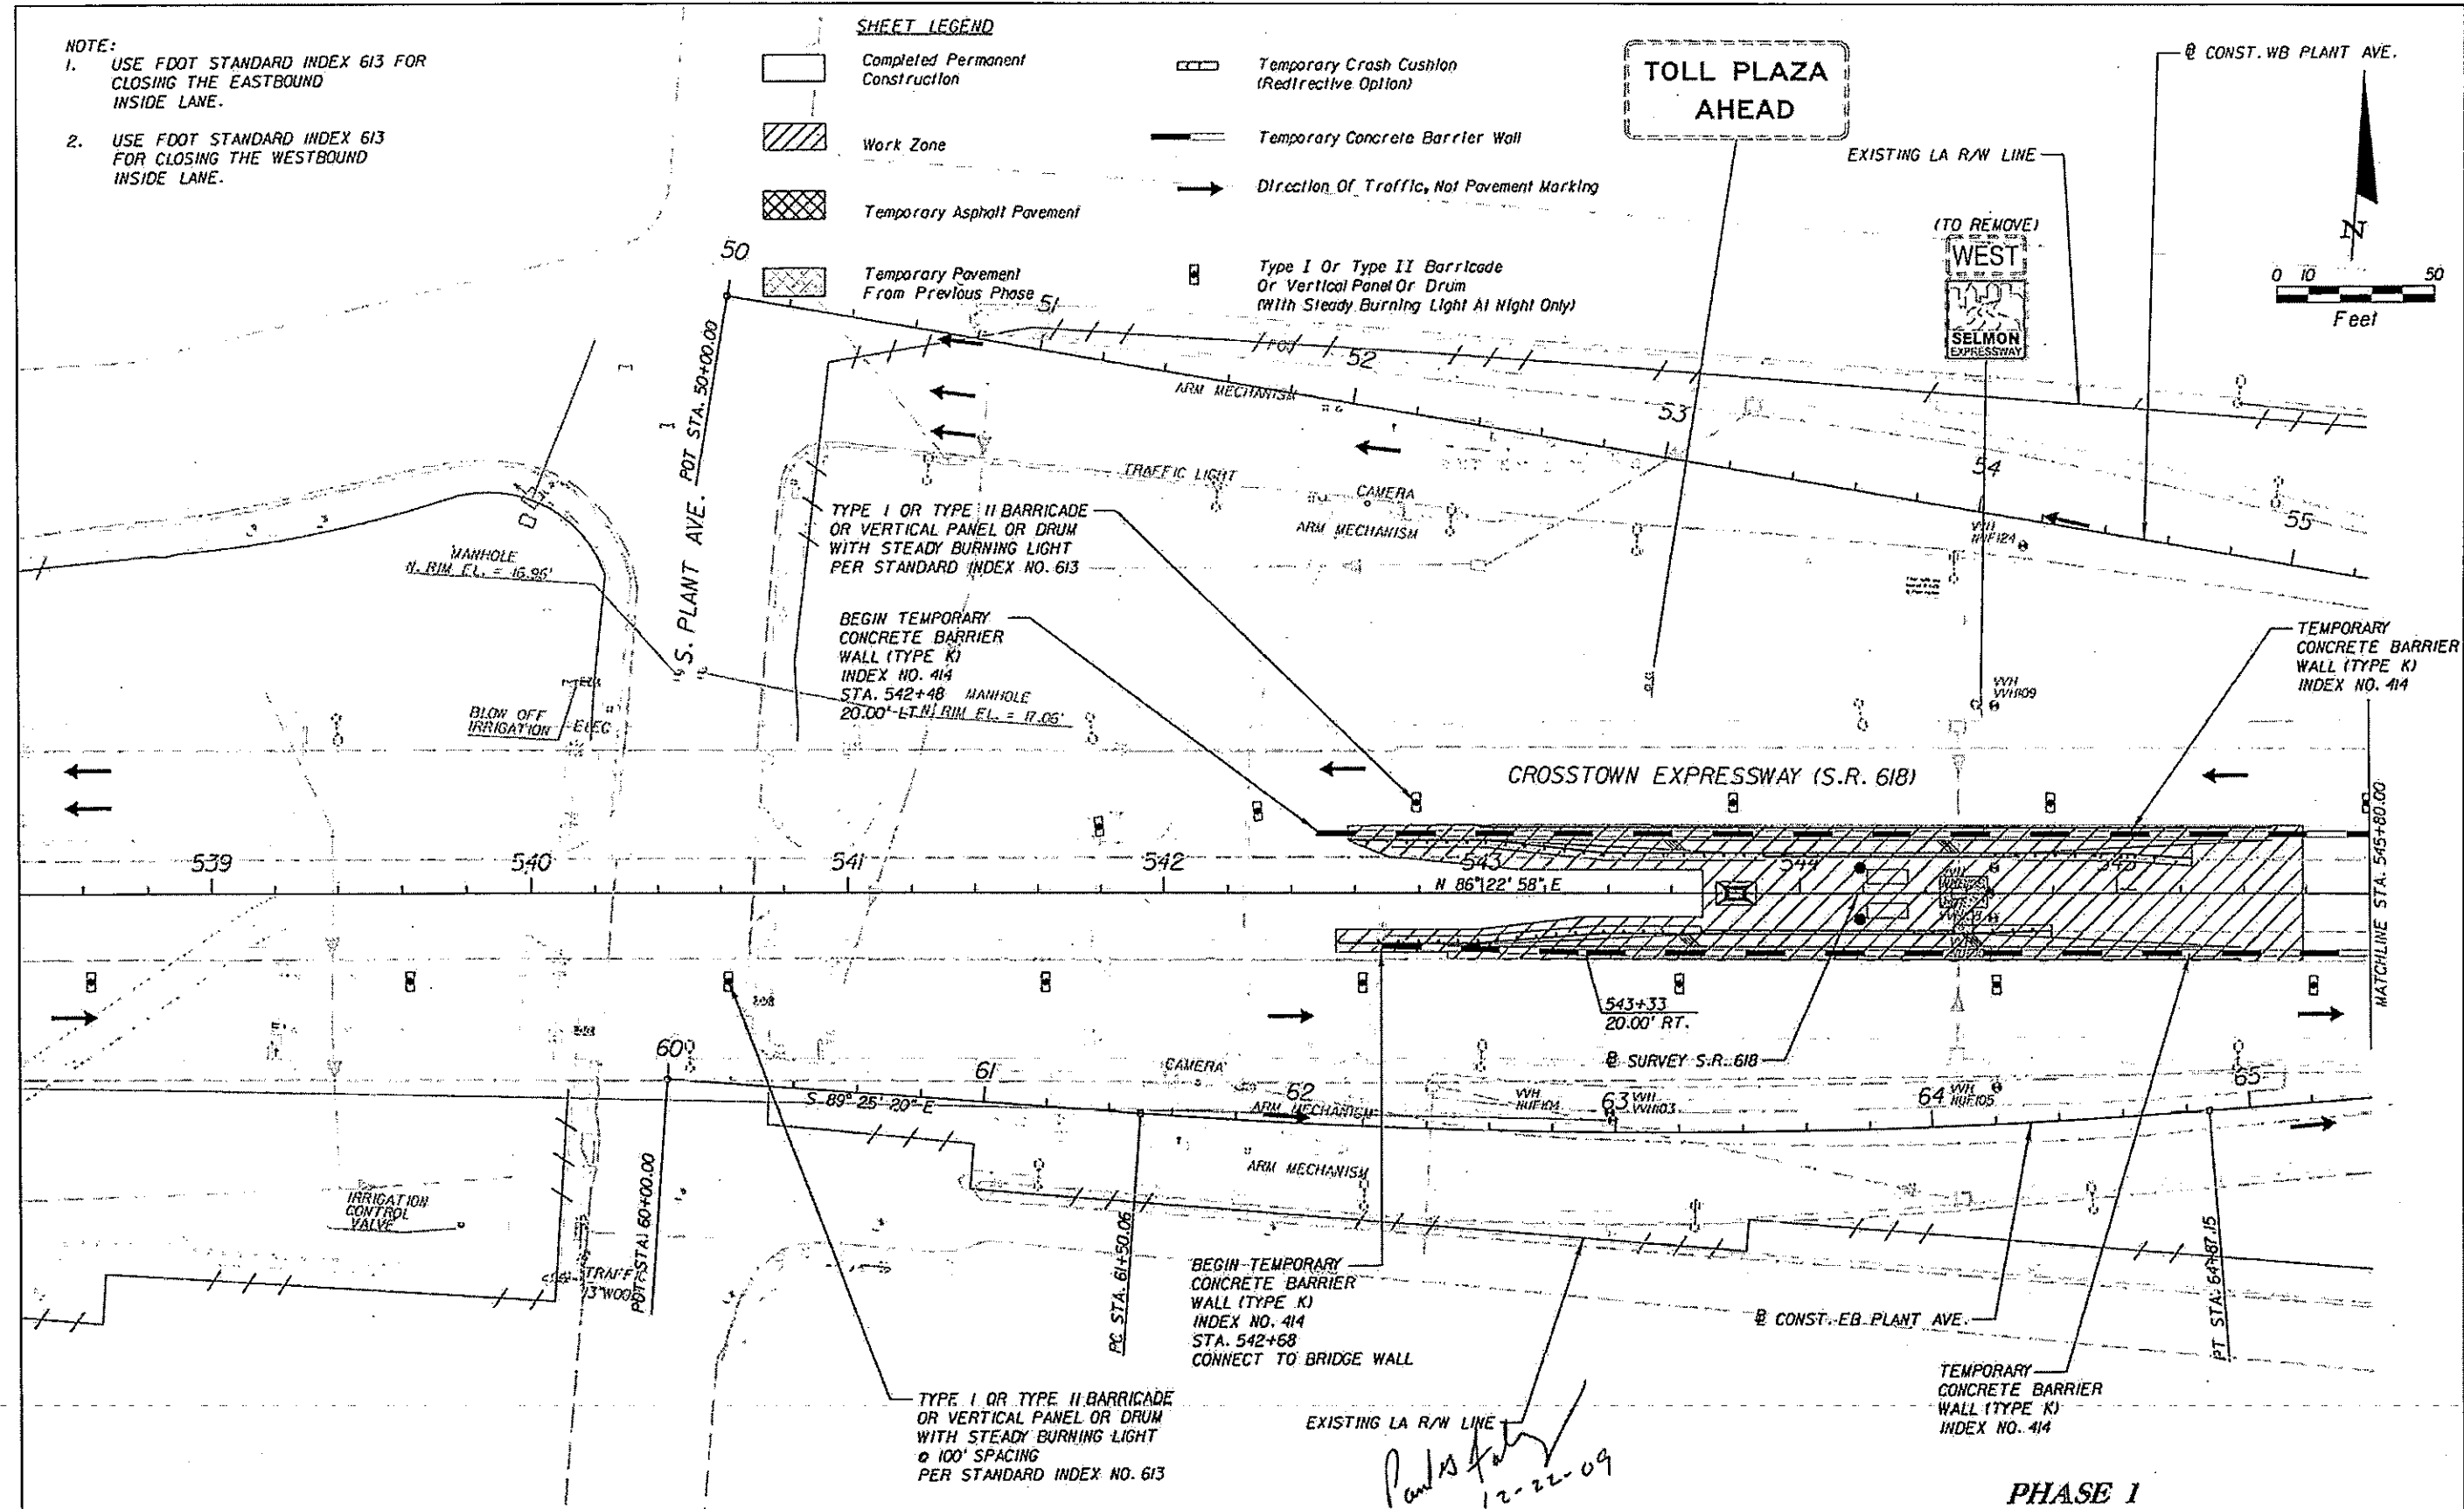 NOTE:
1. USE FDOT STANDARD INDEX 613 FOR
CLOSING THE EASTBOUND
INSIDE LANE.
2. USE FDOT STANDARD INDEX 613
FOR CLOSING THE WESTBOUND
INSIDE LANE.
SHEET LEGEND
Completed Permanent
Construction
Work Zone
Temporary Asphalt Pavement
Temporary Pavement
From Previous Phase
Temporary Crash Cushion
(Redirective Option)
Temporary Concrete Barrier Wall
Direction Of Traffic, Not Pavement Marking
Type I Or Type II Barricade
Or Vertical Panel Or Drum
(With Steady Burning Light At Night Only)
TOLL PLAZA
AHEAD
℄ CONST. WB PLANT AVE.
EXISTING LA R/W LINE
(TO REMOVE)
WEST
SELMON
EXPRESSWAY
N
0 10 50
Feet
50
51
52
53
54
55
S. PLANT AVE. POT STA. 50+00.00
ARM MECHANISM
TRAFFIC LIGHT
CAMERA
ARM MECHANISM
MANHOLE
N. RIM EL. = 16.96'
TYPE I OR TYPE II BARRICADE
OR VERTICAL PANEL OR DRUM
WITH STEADY BURNING LIGHT
PER STANDARD INDEX NO. 613
BEGIN TEMPORARY
CONCRETE BARRIER
WALL (TYPE K)
INDEX NO. 414
STA. 542+48
20.00' LT.
MANHOLE
N. RIM EL. = 17.06'
BLOW OFF
IRRIGATION
ELEC
VVH
VVH109
TEMPORARY
CONCRETE BARRIER
WALL (TYPE K)
INDEX NO. 414
CROSSTOWN EXPRESSWAY (S.R. 618)
539
540
541
542
543
544
545
N 86°22' 58" E
MATCHLINE STA. 545+80.00
543+33
20.00' RT.
℄ SURVEY S.R. 618
60
61
62
63
64
65
S 89° 25' 20" E
CAMERA
ARM MECHANISM
VVH
VVH103
ARM MECHANISM
IRRIGATION
CONTROL
VALVE
POT STA. 60+00.00
PC STA. 61+50.06
PT STA. 64+87.15
BEGIN TEMPORARY
CONCRETE BARRIER
WALL (TYPE K)
INDEX NO. 414
STA. 542+68
CONNECT TO BRIDGE WALL
℄ CONST. EB PLANT AVE.
TYPE I OR TYPE II BARRICADE
OR VERTICAL PANEL OR DRUM
WITH STEADY BURNING LIGHT
@ 100' SPACING
PER STANDARD INDEX NO. 613
EXISTING LA R/W LINE
TEMPORARY
CONCRETE BARRIER
WALL (TYPE K)
INDEX NO. 414
12-22-09
PHASE 1